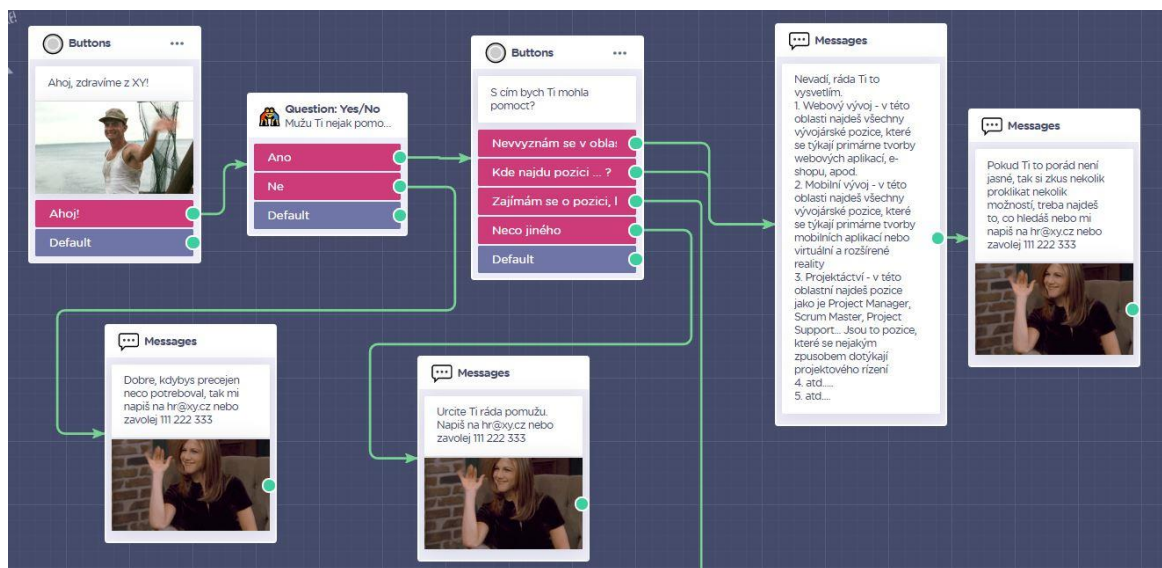 Buttons
Ahoj, zdravíme z XY!
Ahoj!
Default
Question: Yes/No
Mužu Ti nejak pomo...
Ano
Ne
Default
Buttons
S cím bych Ti mohla
pomoct?
Nevvyznám se v oblas
Kde najdu pozici ... ?
Zajímám se o pozici,
Neco jiného
Default
Messages
Nevadí, ráda Ti to
vysvetlím.
1. Webový vývoj - v této
oblasti najdeš všechny
vývojárské pozice, které
se týkají primárne tvorby
webových aplikací, e-
shopu, apod.
2. Mobilní vývoj - v této
oblasti najdeš všechny
vývojárské pozice, které
se týkají primárne tvorby
mobilních aplikací nebo
virtuální a rozšírené
reality
3. Projektáctví - v této
oblastní najdeš pozice
jako je Project Manager,
Scrum Master, Project
Support... Jsou to pozice,
které se nejakým
zpusobem dotýkají
projektového rízení
4. atd.....
5. atd....
Messages
Pokud Ti to porád není
jasné, tak si zkus nekolik
proklikat nekolik
možností, treba najdeš
to, co hledáš nebo mi
napiš na hr@xy.cz nebo
zavolej 111 222 333
Messages
Dobre, kdybys precejen
neco potreboval, tak mi
napiš na hr@xy.cz nebo
zavolej 111 222 333
Messages
Urcite Ti ráda pomužu.
Napiš na hr@xy.cz nebo
zavolej 111 222 333